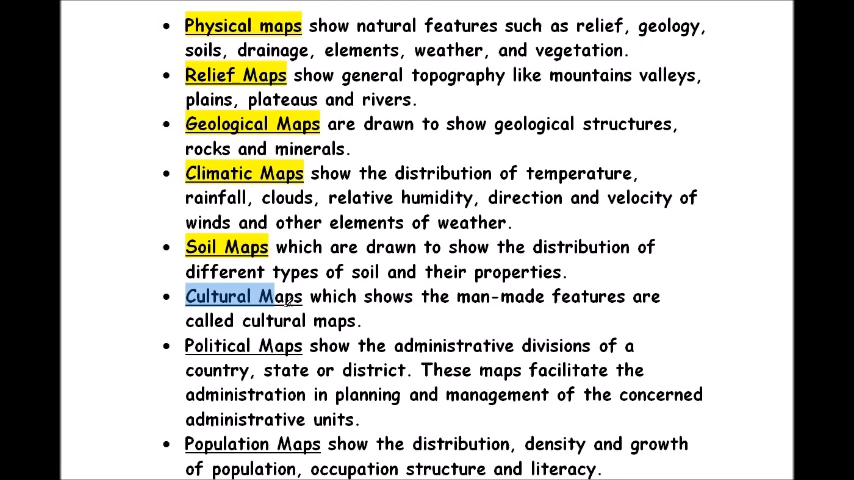 • Physical maps show natural features such as relief, geology,
soils, drainage, elements, weather, and vegetation.
• Relief Maps show general topography like mountains valleys,
plains, plateaus and rivers.
• Geological Maps are drawn to show geological structures,
rocks and minerals.
• Climatic Maps show the distribution of temperature,
rainfall, clouds, relative humidity, direction and velocity of
winds and other elements of weather.
• Soil Maps which are drawn to show the distribution of
different types of soil and their properties.
• Cultural Maps which shows the man-made features are
called cultural maps.
• Political Maps show the administrative divisions of a
country, state or district. These maps facilitate the
administration in planning and management of the concerned
administrative units.
• Population Maps show the distribution, density and growth
of population, occupation structure and literacy.